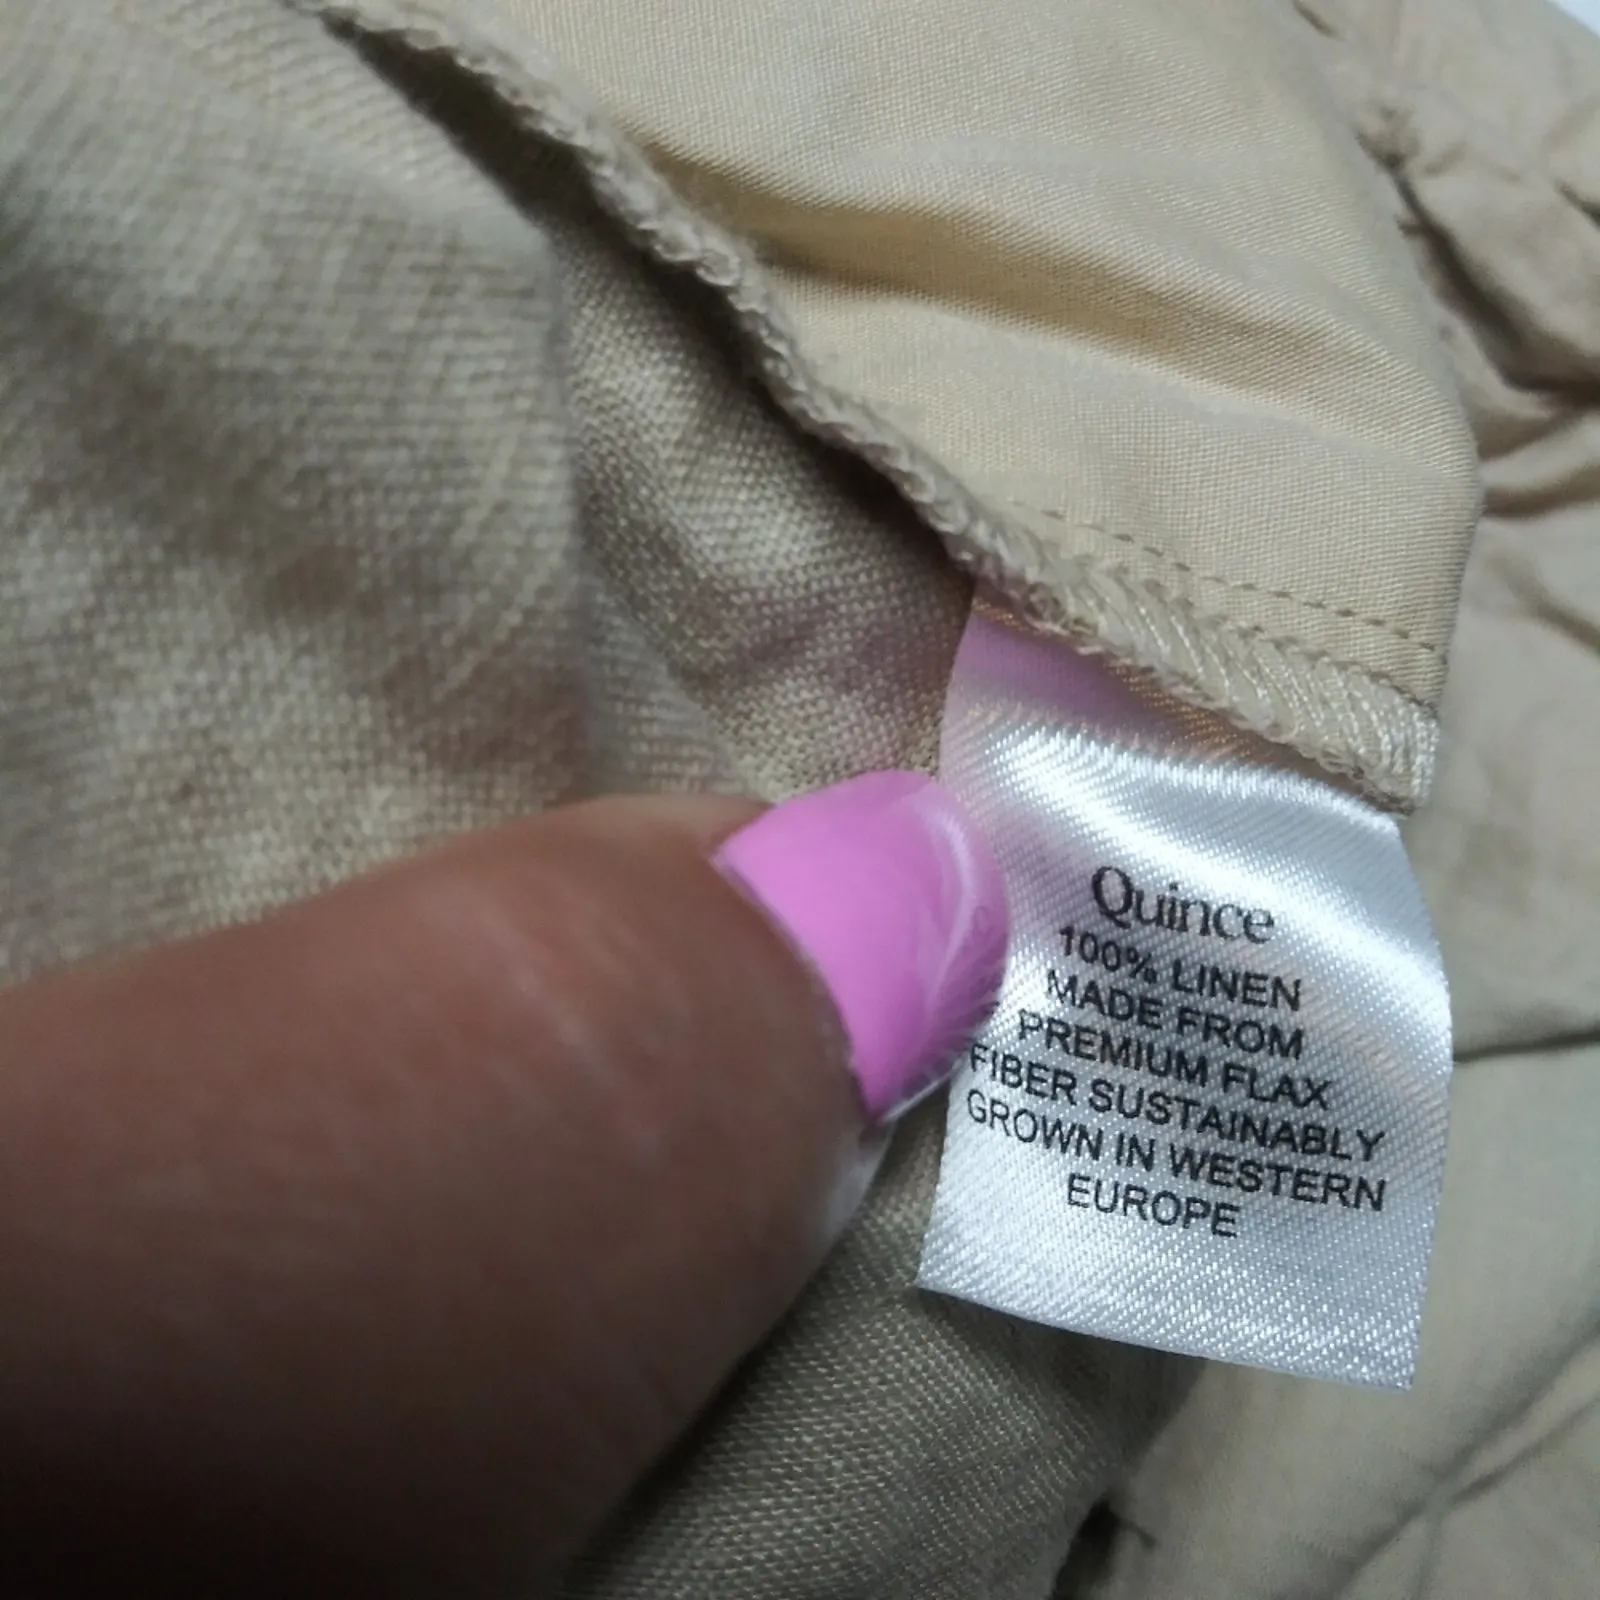 Quince
100% LINEN
MADE FROM
PREMIUM FLAX
FIBER SUSTAINABLY
GROWN IN WESTERN
EUROPE